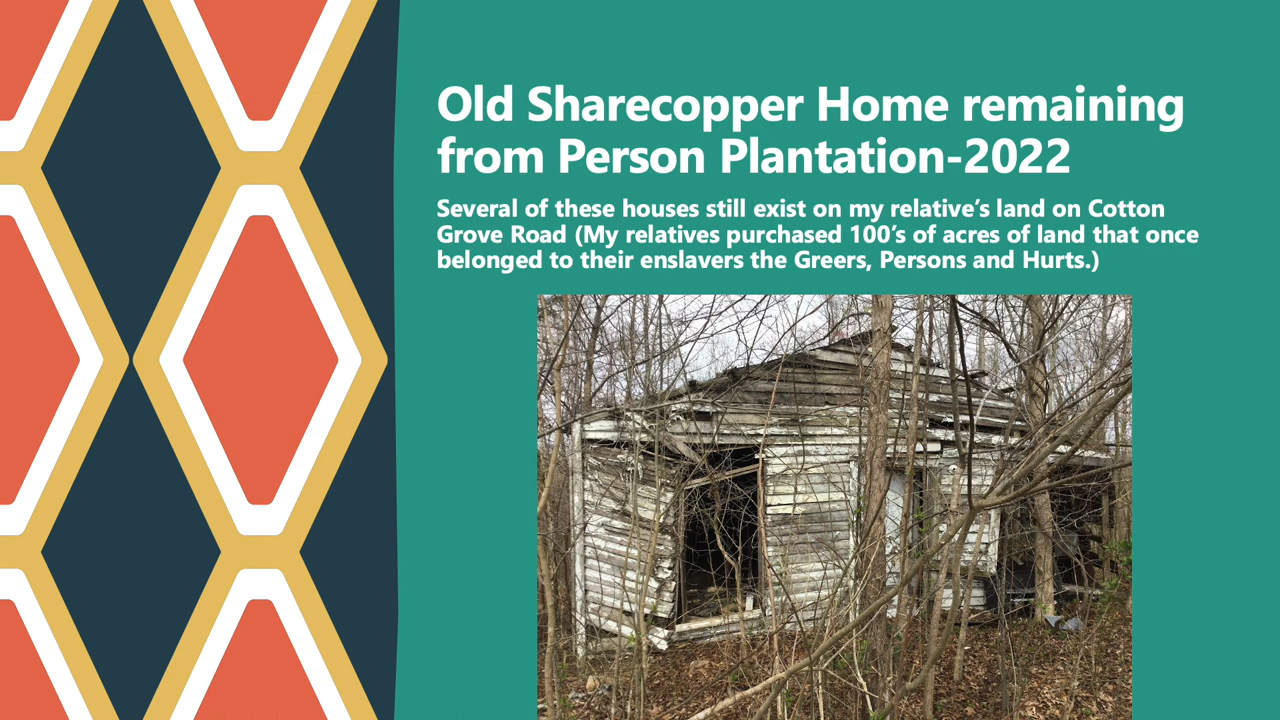 Old Sharecopper Home remaining
from Person Plantation-2022
Several of these houses still exist on my relative’s land on Cotton
Grove Road (My relatives purchased 100’s of acres of land that once
belonged to their enslavers the Greers, Persons and Hurts.)